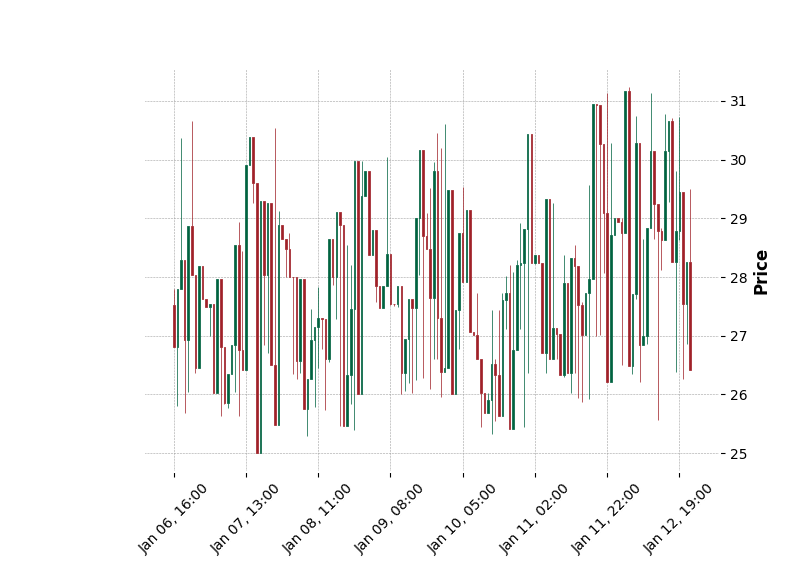 31
30
29
28
27
26
25
Price
Jan 06, 16:00
Jan 07, 13:00
Jan 08, 11:00
Jan 09, 08:00
Jan 10, 05:00
Jan 11, 02:00
Jan 11, 22:00
Jan 12, 19:00